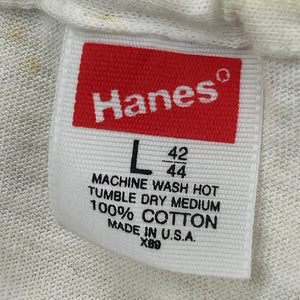 Hanes
L 42/44
MACHINE WASH HOT
TUMBLE DRY MEDIUM
100% COTTON
MADE IN U.S.A.
X89